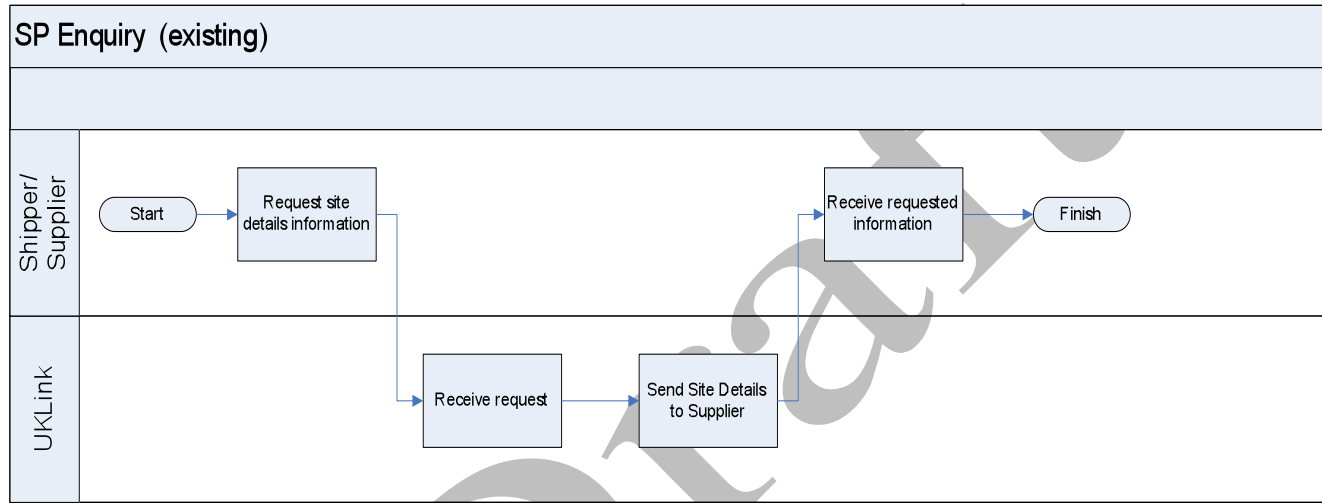 SP Enquiry (existing)
Shipper/
Supplier
Start
Request site
details information
Receive requested
information
Finish
UKLink
Receive request
Send Site Details
to Supplier
Draft